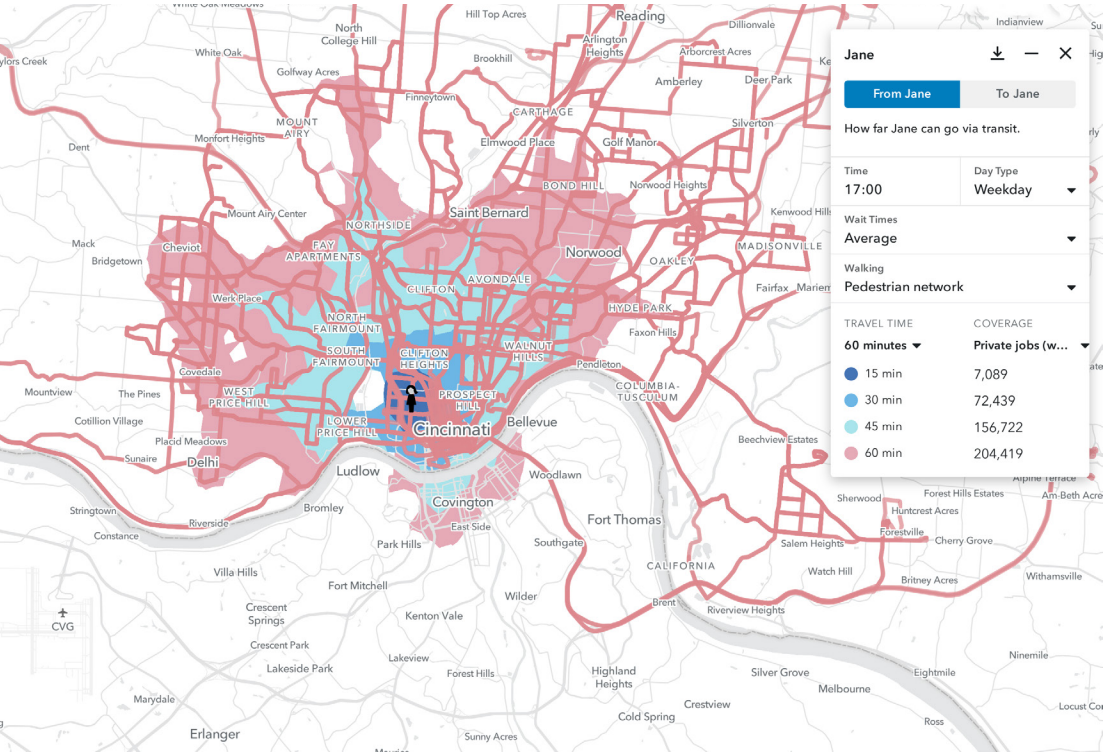 White Oak Meadows
Hill Top Acres
Reading
Dillionvale
Indianview
North
College Hill
Arlington
Heights
Arborcrest Acres
White Oak
Brookhill
Golfway Acres
Amberley
Deer Park
Finneytown
CARTHAGE
MOUNT
AIRY
Silverton
Monfort Heights
Elmwood Place
Golf Manor
Dent
BOND HILL
Norwood Heights
Mount Airy Center
Saint Bernard
Kenwood Hills
NORTHSIDE
Mack
Cheviot
FAY
APARTMENTS
Norwood
MADISONVILLE
Bridgetown
OAKLEY
AVONDALE
CLIFTON
Fairfax
Werk Place
HYDE PARK
NORTH
FAIRMOUNT
Faxon Hills
WALNUT
HILLS
SOUTH
FAIRMOUNT
CLIFTON
HEIGHTS
Pendleton
Covedale
COLUMBIA-
TUSCULUM
Mountview
The Pines
WEST
PRICE HILL
PROSPECT
HILL
Cotillion Village
LOWER
PRICE HILL
Cincinnati
Bellevue
Placid Meadows
Beechview Estates
Sunaire
Delhi
Ludlow
Woodlawn
Alpine Terrace
Covington
Sherwood
Forest Hills Estates
Am-Beth Acre
Stringtown
Bromley
Huntcrest Acres
Riverside
East Side
Fort Thomas
Forestville
Constance
Park Hills
Southgate
Salem Heights
Cherry Grove
CALIFORNIA
Villa Hills
Watch Hill
Withamsville
Fort Mitchell
Britney Acres
Wilder
Brent
Crescent
Springs
Riverview Heights
CVG
Kenton Vale
Crescent Park
Lakeview
Ninemile
Lakeside Park
Forest Hills
Highland
Heights
Silver Grove
Eightmile
Melbourne
Marydale
Crestview
Locust Co
Cold Spring
Ross
Erlanger
Sunny Acres
Jane
From Jane
To Jane
How far Jane can go via transit.
Time
Day Type
17:00
Weekday
Wait Times
Average
Walking
Pedestrian network
TRAVEL TIME
COVERAGE
60 minutes
Private jobs (w...
15 min
7,089
30 min
72,439
45 min
156,722
60 min
204,419